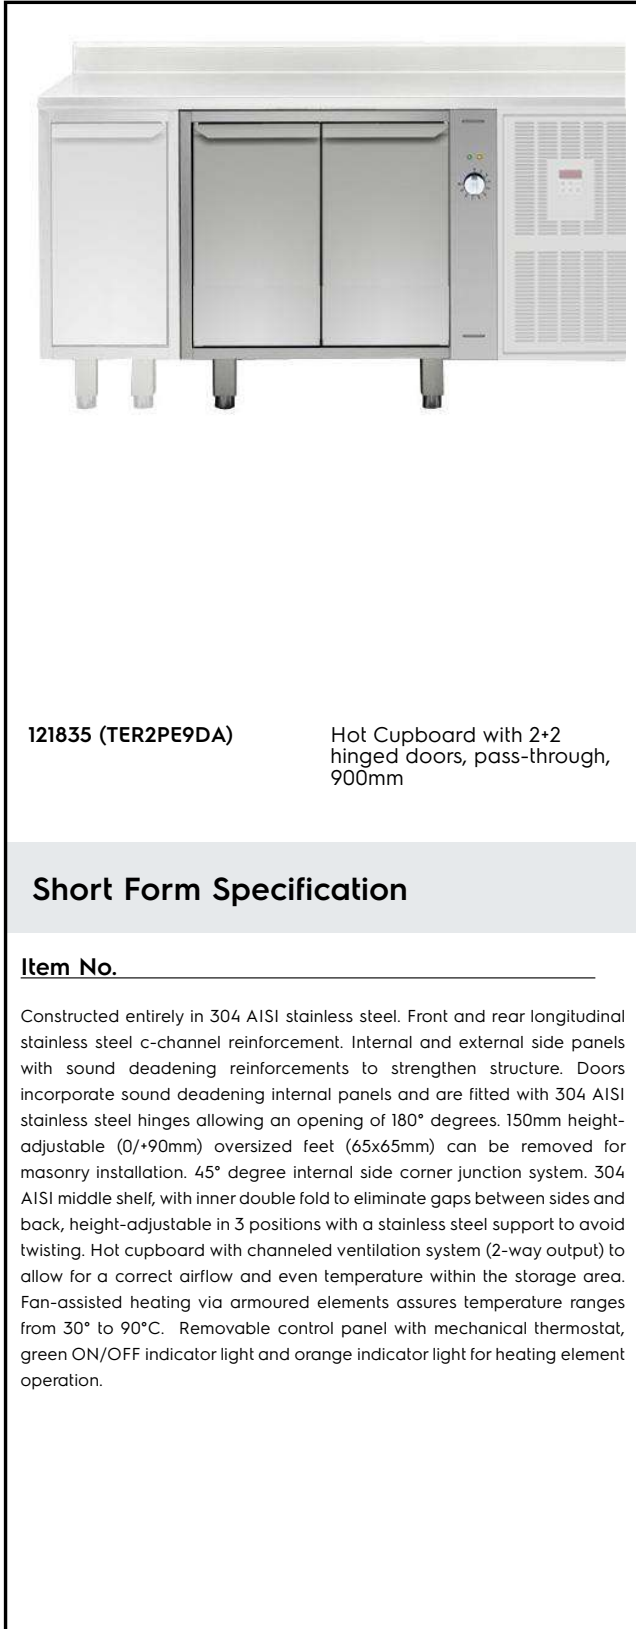 121835 (TER2PE9DA)
Hot Cupboard with 2+2
hinged doors, pass-through,
900mm
Short Form Specification
Item No.
Constructed entirely in 304 AISI stainless steel. Front and rear longitudinal
stainless steel c-channel reinforcement. Internal and external side panels
with sound deadening reinforcements to strengthen structure. Doors
incorporate sound deadening internal panels and are fitted with 304 AISI
stainless steel hinges allowing an opening of 180° degrees. 150mm height-
adjustable (0/+90mm) oversized feet (65x65mm) can be removed for
masonry installation. 45° degree internal side corner junction system. 304
AISI middle shelf, with inner double fold to eliminate gaps between sides and
back, height-adjustable in 3 positions with a stainless steel support to avoid
twisting. Hot cupboard with channeled ventilation system (2-way output) to
allow for a correct airflow and even temperature within the storage area.
Fan-assisted heating via armoured elements assures temperature ranges
from 30° to 90°C. Removable control panel with mechanical thermostat,
green ON/OFF indicator light and orange indicator light for heating element
operation.